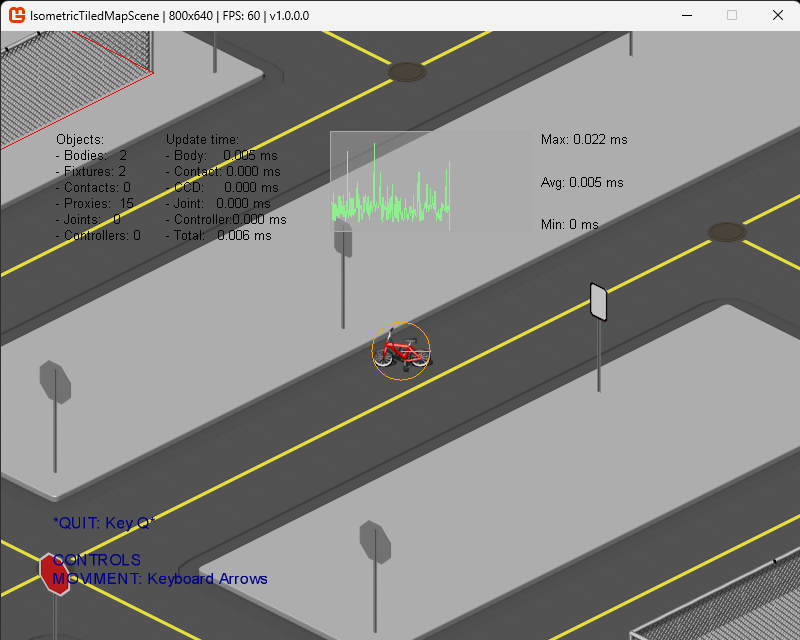 IsometricTiledMapScene | 800x640 | FPS: 60 | v1.0.0.0
Objects:
- Bodies: 2
- Fixtures: 2
- Contacts: 0
- Proxies: 15
- Joints: 0
- Controllers: 0
Update time:
- Body: 0.005 ms
- Contact: 0.000 ms
- CCD: 0.000 ms
- Joint: 0.000 ms
- Controller:0.000 ms
- Total: 0.006 ms
Max: 0.022 ms
Avg: 0.005 ms
Min: 0 ms
*QUIT: Key Q*
CONTROLS
MOVMENT: Keyboard Arrows